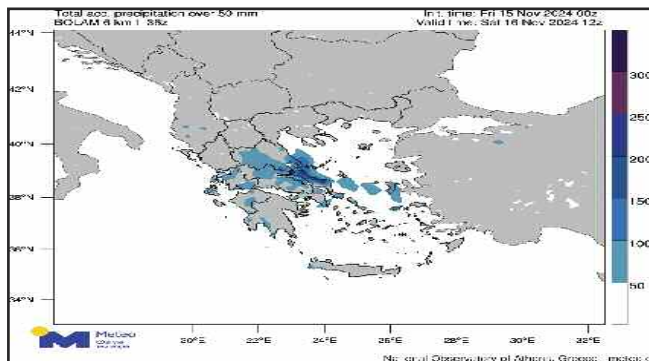 Total acc. precipitation over 50 mm
Init. time: Fri 15 Nov 2024 00z
BOLAM 6 km
Valid time: Sat 16 Nov 2024 12z
44°N
42°N
40°N
38°N
36°N
34°N
20°E 22°E 24°E 26°E 28°E 30°E 32°E
300
250
200
150
100
50
Meteo
National Observatory of Athens, Greece